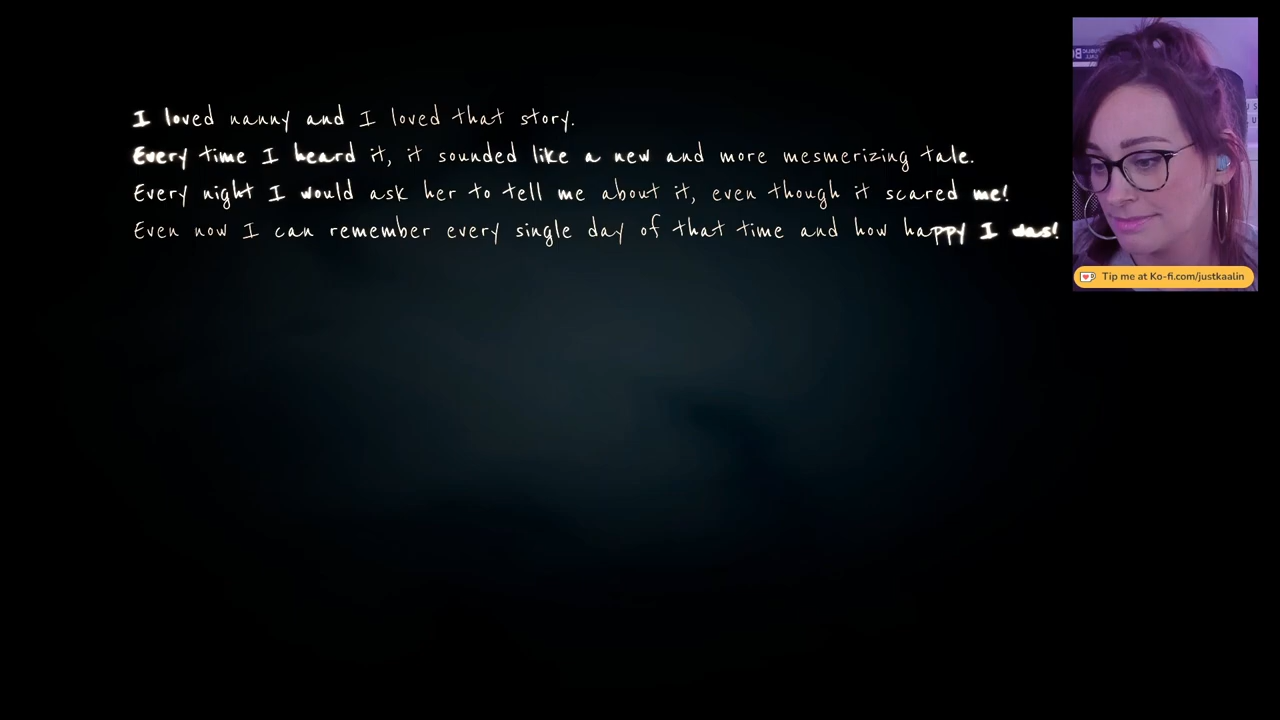 I loved nanny and I loved that story.
Every time I heard it, it sounded like a new and more mesmerizing tale.
Every night I would ask her to tell me about it, even though it scared me!
Even now I can remember every single day of that time and how happy I was!
Tip me at Ko-fi.com/justkaalin